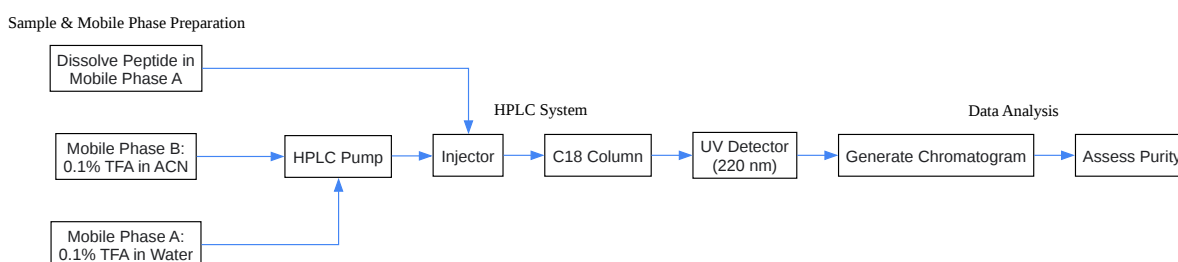 Sample & Mobile Phase Preparation
Dissolve Peptide in
Mobile Phase A
HPLC System
Data Analysis
Mobile Phase B:
0.1% TFA in ACN
HPLC Pump
Injector
C18 Column
UV Detector
(220 nm)
Generate Chromatogram
Assess Purity
Mobile Phase A:
0.1% TFA in Water